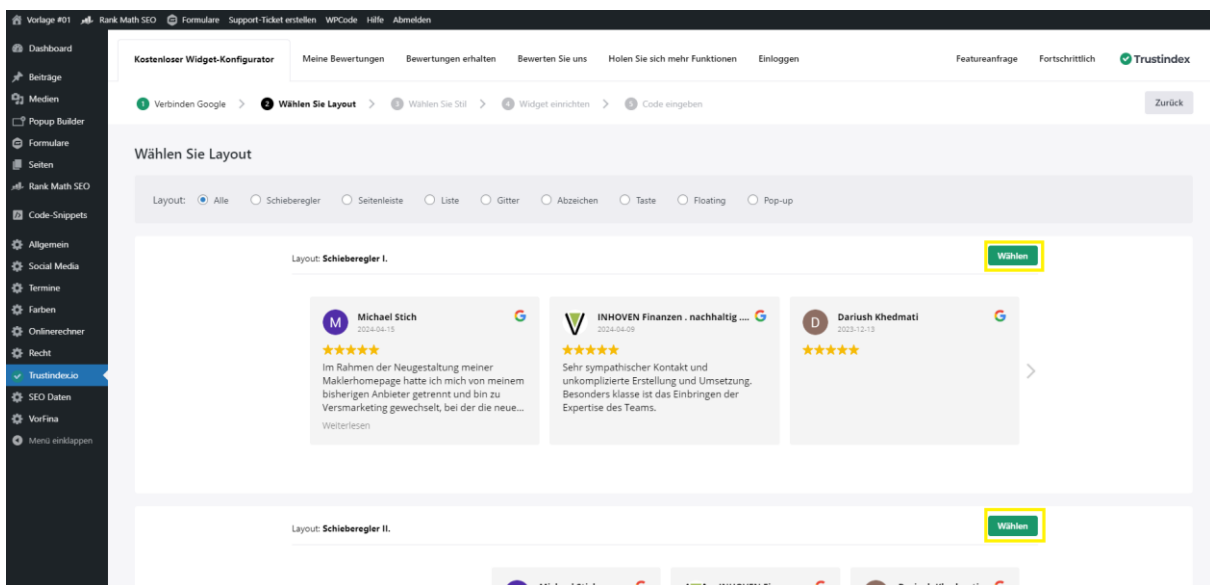 Vorlage #01 Rank Math SEO Formulare Support-Ticket erstellen WPCode Hilfe Abmelden
Dashboard
Beiträge
Medien
Popup Builder
Formulare
Seiten
Rank Math SEO
Code-Snippets
Allgemein
Social Media
Termine
Farben
Onlinerechner
Recht
Trustindex.io
SEO Daten
VorFina
Menü einklappen
Kostenloser Widget-Konfigurator Meine Bewertungen Bewertungen erhalten Bewerten Sie uns Holen Sie sich mehr Funktionen Einloggen Featureanfrage Fortschrittlich Trustindex
1 Verbinden Google > 2 Wählen Sie Layout > 3 Wählen Sie Stil > 4 Widget einrichten > 5 Code eingeben Zurück
Wählen Sie Layout
Layout: Alle Schieberegler Seitenleiste Liste Gitter Abzeichen Taste Floating Pop-up
Layout: Schieberegler I. Wählen
M Michael Stich
2024-04-15
Im Rahmen der Neugestaltung meiner
Maklerhomepage hatte ich mich von meinem
bisherigen Anbieter getrennt und bin zu
Versmarketing gewechselt, bei der die neue...
Weiterlesen
INHOVEN Finanzen . nachhaltig ....
2024-04-09
Sehr sympathischer Kontakt und
unkomplizierte Erstellung und Umsetzung.
Besonders klasse ist das Einbringen der
Expertise des Teams.
D Dariush Khedmati
2023-12-13
Layout: Schieberegler II. Wählen